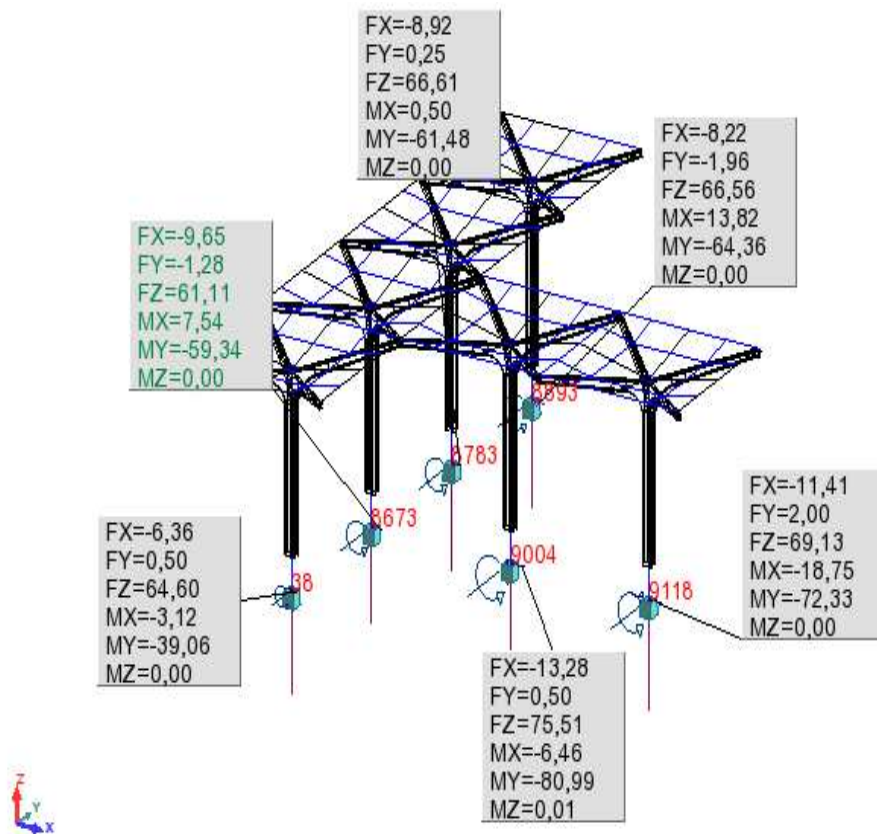 FX=-8,92
FY=0,25
FZ=66,61
MX=0,50
MY=-61,48
MZ=0,00
FX=-8,22
FY=-1,96
FZ=66,56
MX=13,82
MY=-64,36
MZ=0,00
FX=-9,65
FY=-1,28
FZ=61,11
MX=7,54
MY=-59,34
MZ=0,00
8893
8783
8673
38
9004
9118
FX=-6,36
FY=0,50
FZ=64,60
MX=-3,12
MY=-39,06
MZ=0,00
FX=-11,41
FY=2,00
FZ=69,13
MX=-18,75
MY=-72,33
MZ=0,00
FX=-13,28
FY=0,50
FZ=75,51
MX=-6,46
MY=-80,99
MZ=0,01
Z
Y
X